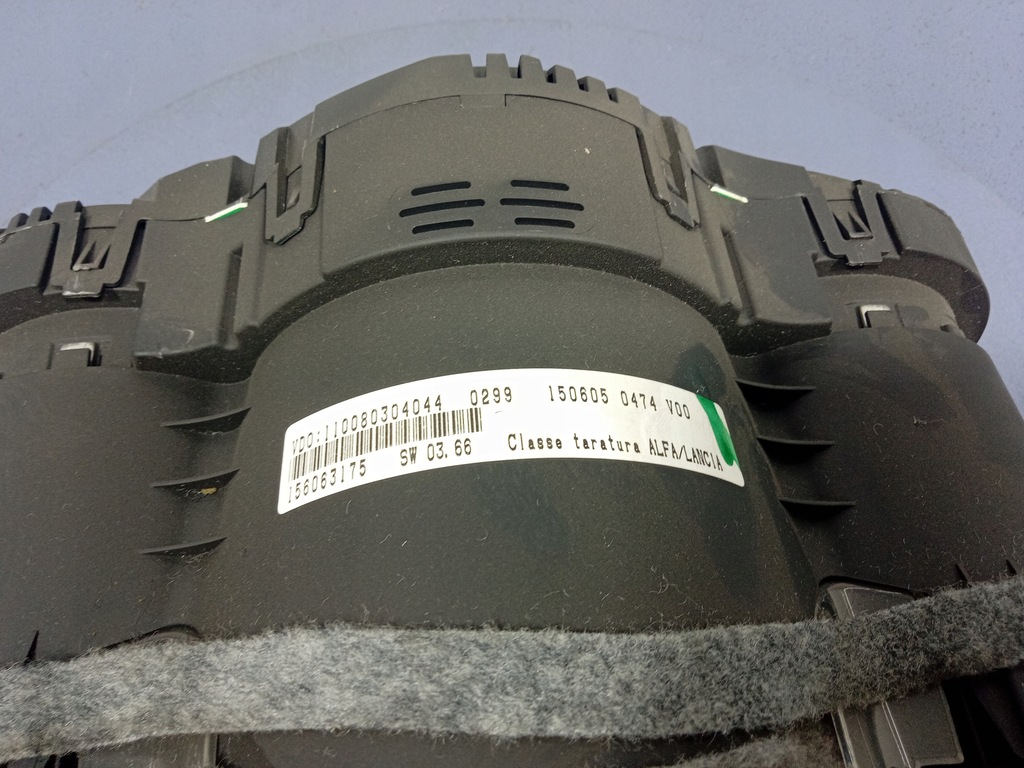 VDO:110080304044 0299 150605 0474 V00
156063175 SW 03.66 Classe taratura ALFA/LANCIA